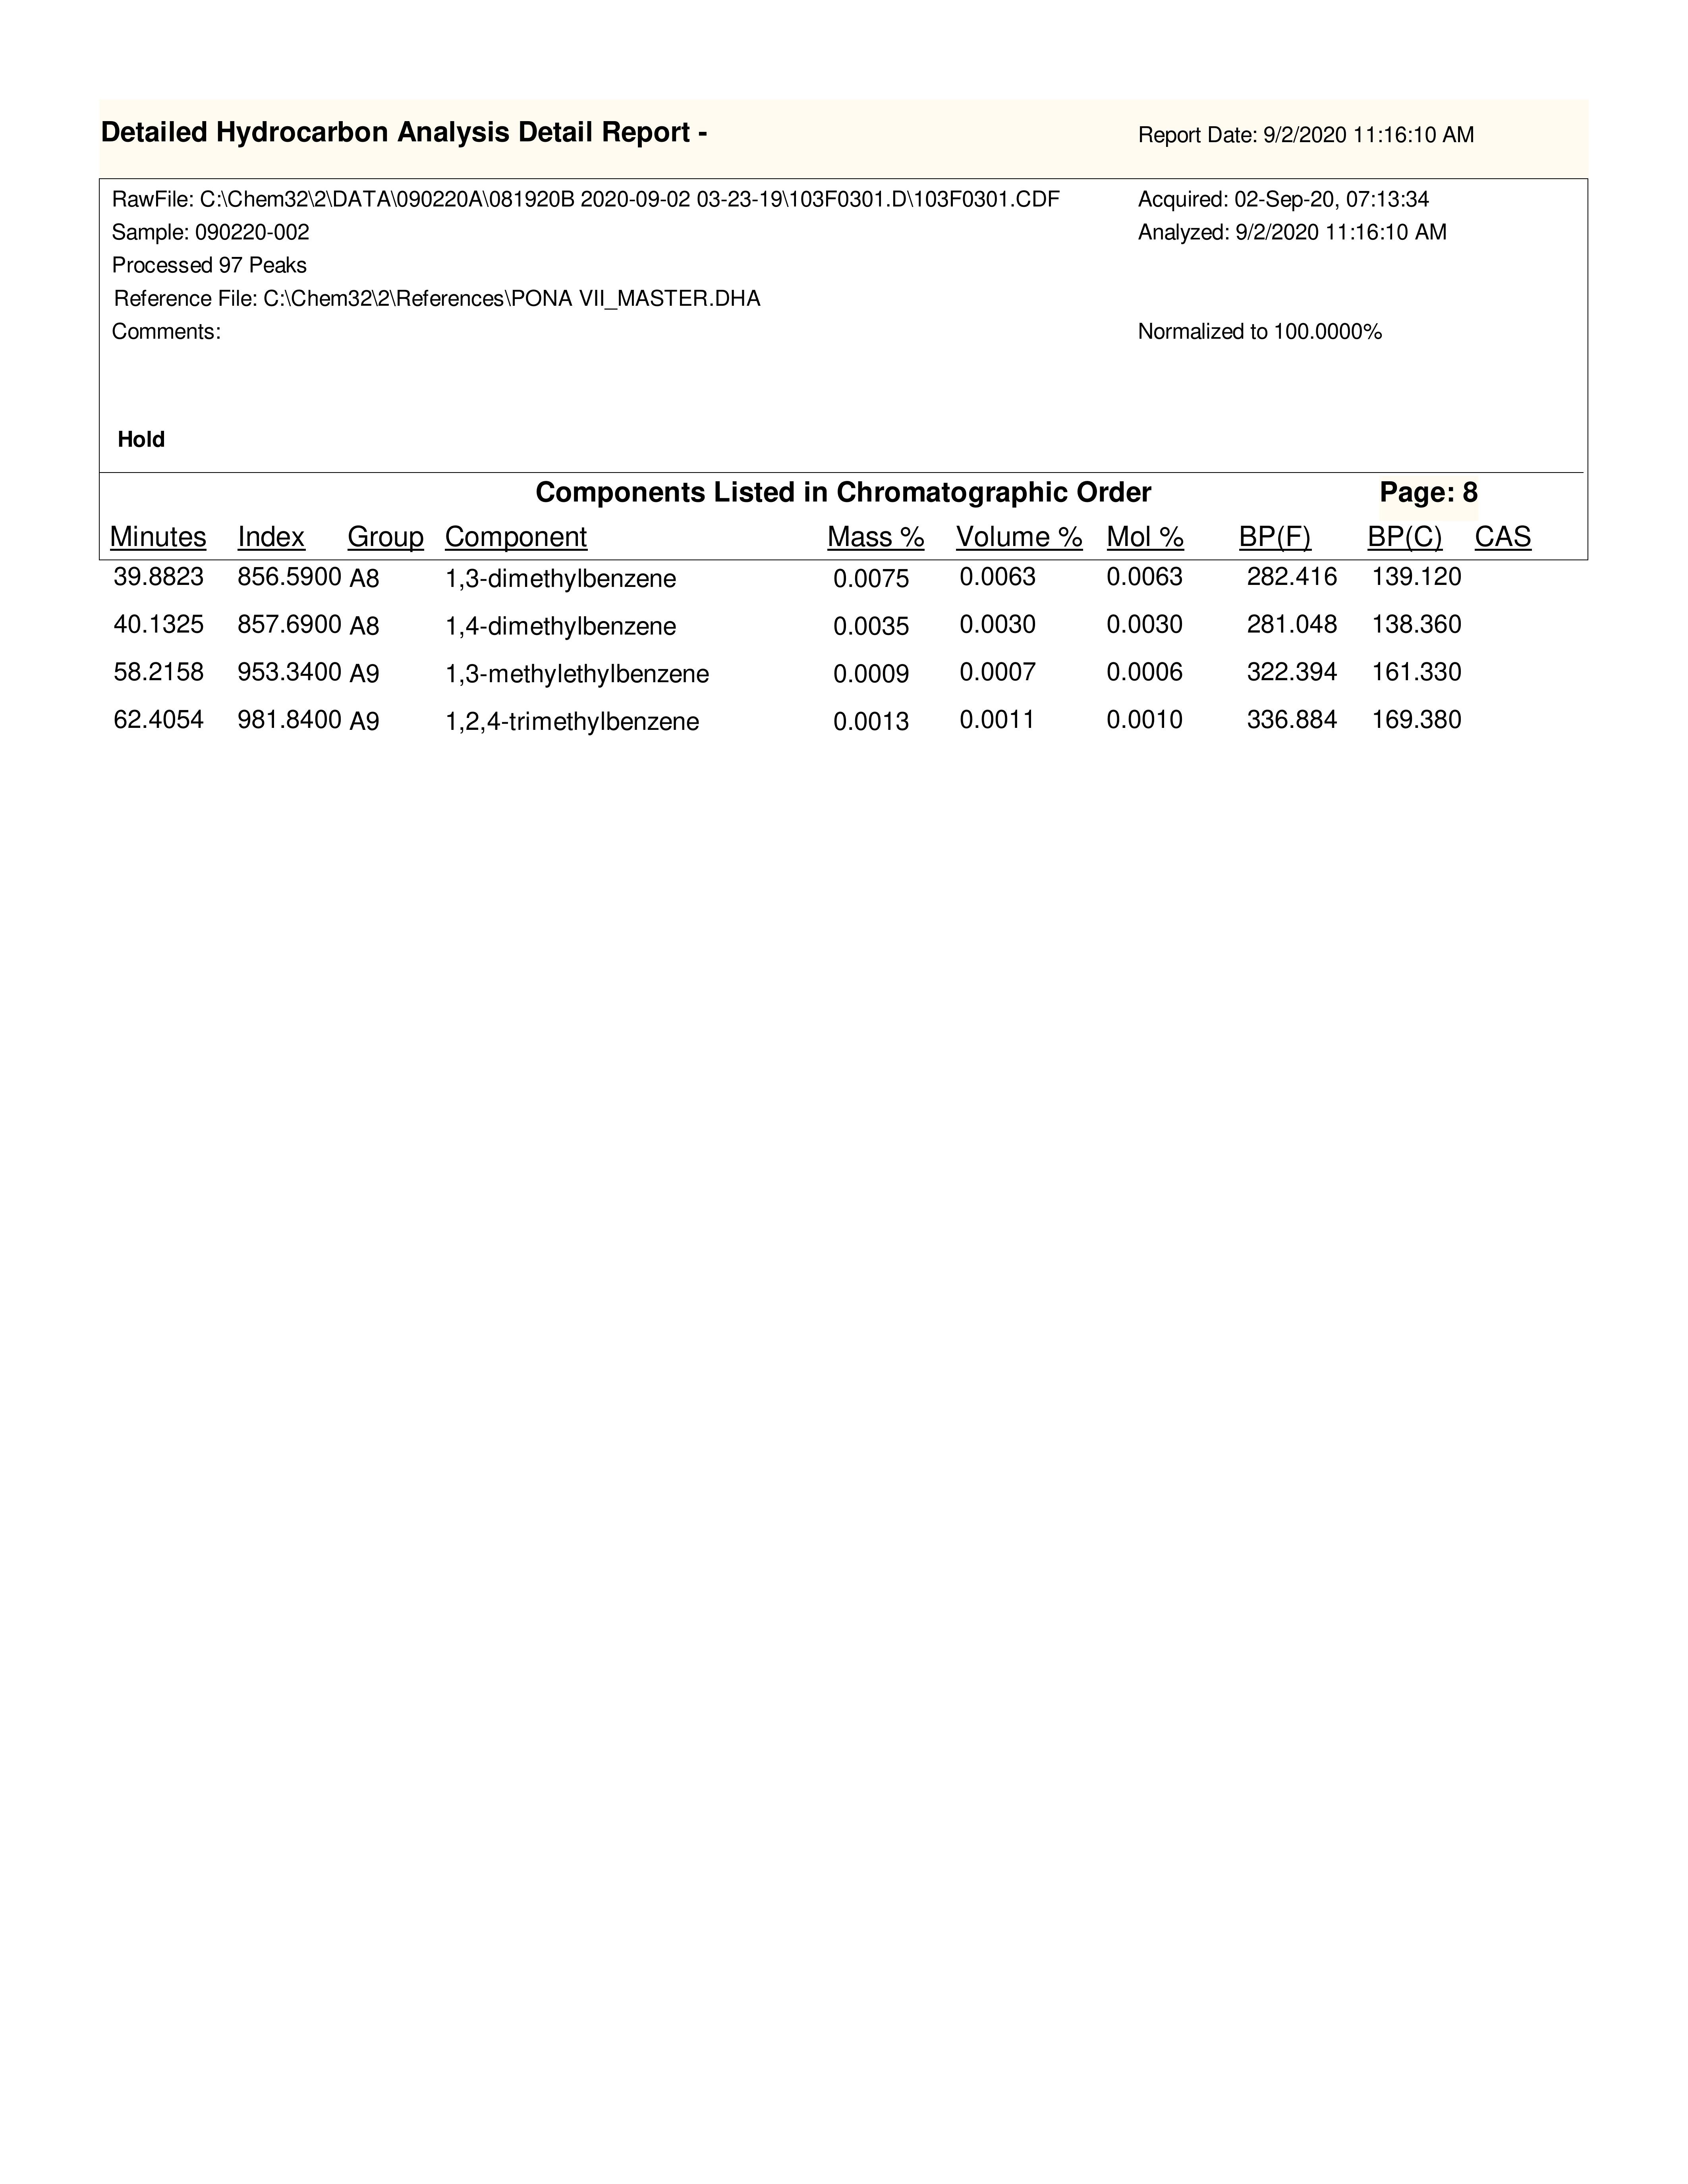 Detailed Hydrocarbon Analysis Detail Report - Report Date: 9/2/2020 11:16:10 AM
RawFile: C:\Chem32\2\DATA\090220A\081920B 2020-09-02 03-23-19\103F0301.D\103F0301.CDF Acquired: 02-Sep-20, 07:13:34
Sample: 090220-002 Analyzed: 9/2/2020 11:16:10 AM
Processed 97 Peaks
Reference File: C:\Chem32\2\References\PONA VII_MASTER.DHA
Comments: Normalized to 100.0000%
Hold
Components Listed in Chromatographic Order Page: 8
Minutes Index Group Component Mass % Volume % Mol % BP(F) BP(C) CAS
39.8823 856.5900 A8 1,3-dimethylbenzene 0.0075 0.0063 0.0063 282.416 139.120
40.1325 857.6900 A8 1,4-dimethylbenzene 0.0035 0.0030 0.0030 281.048 138.360
58.2158 953.3400 A9 1,3-methylethylbenzene 0.0009 0.0007 0.0006 322.394 161.330
62.4054 981.8400 A9 1,2,4-trimethylbenzene 0.0013 0.0011 0.0010 336.884 169.380